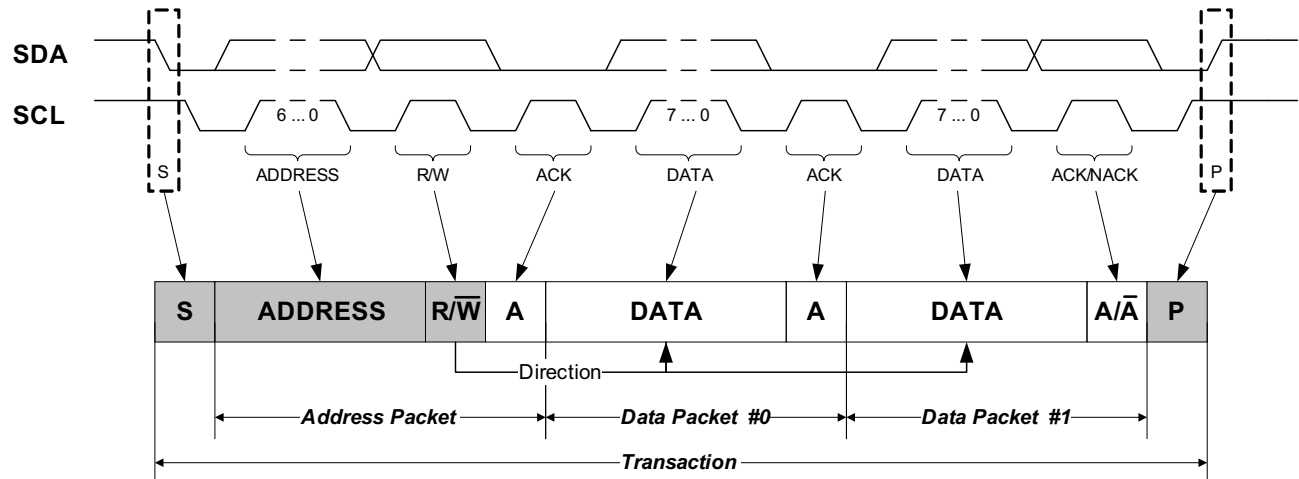 SDA
SCL
6 ... 0
7 ... 0
7 ... 0
S
ADDRESS
R/W
ACK
DATA
ACK
DATA
ACK/NACK
P
S
ADDRESS
R/W̅
A
DATA
A
DATA
A/A̅
P
Direction
Address Packet
Data Packet #0
Data Packet #1
Transaction